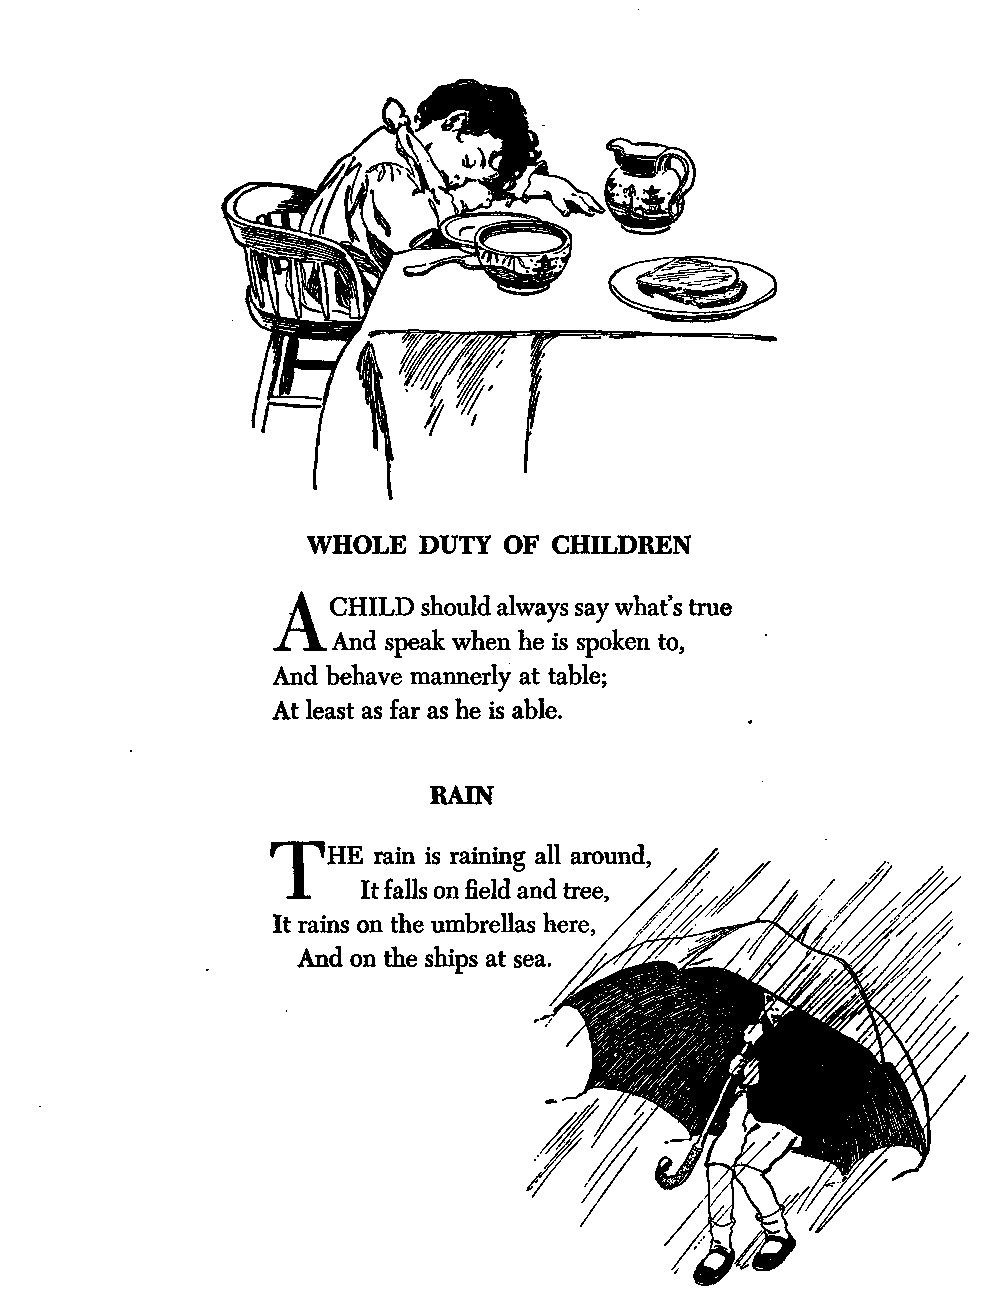 WHOLE DUTY OF CHILDREN
A CHILD should always say what's true
And speak when he is spoken to,
And behave mannerly at table;
At least as far as he is able.
RAIN
THE rain is raining all around,
It falls on field and tree,
It rains on the umbrellas here,
And on the ships at sea.